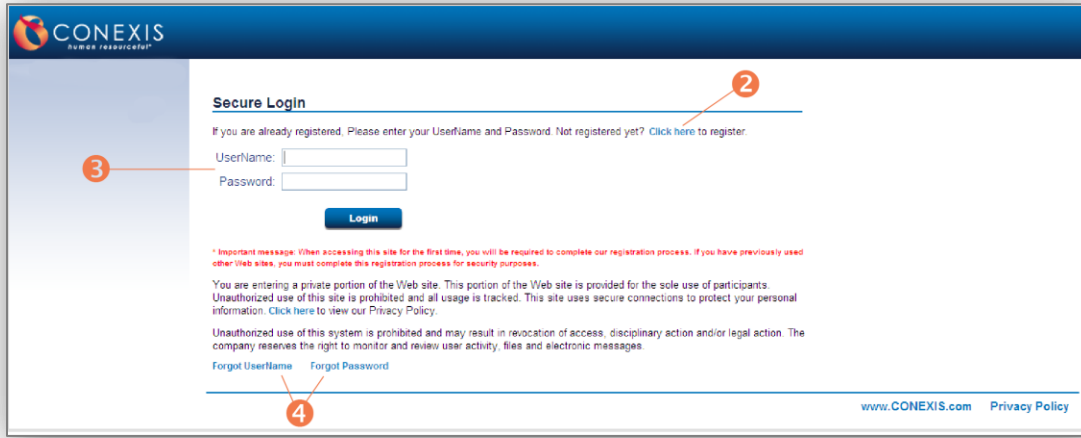 CONEXIS
human resourceful®
2
Secure Login
If you are already registered, Please enter your UserName and Password. Not registered yet? Click here to register.
3
UserName:
Password:
Login
* Important message: When accessing this site for the first time, you will be required to complete our registration process. If you have previously used
other Web sites, you must complete this registration process for security purposes.
You are entering a private portion of the Web site. This portion of the Web site is provided for the sole use of participants.
Unauthorized use of this site is prohibited and all usage is tracked. This site uses secure connections to protect your personal
information. Click here to view our Privacy Policy.
Unauthorized use of this system is prohibited and may result in revocation of access, disciplinary action and/or legal action. The
company reserves the right to monitor and review user activity, files and electronic messages.
Forgot UserName Forgot Password
4
www.CONEXIS.com Privacy Policy